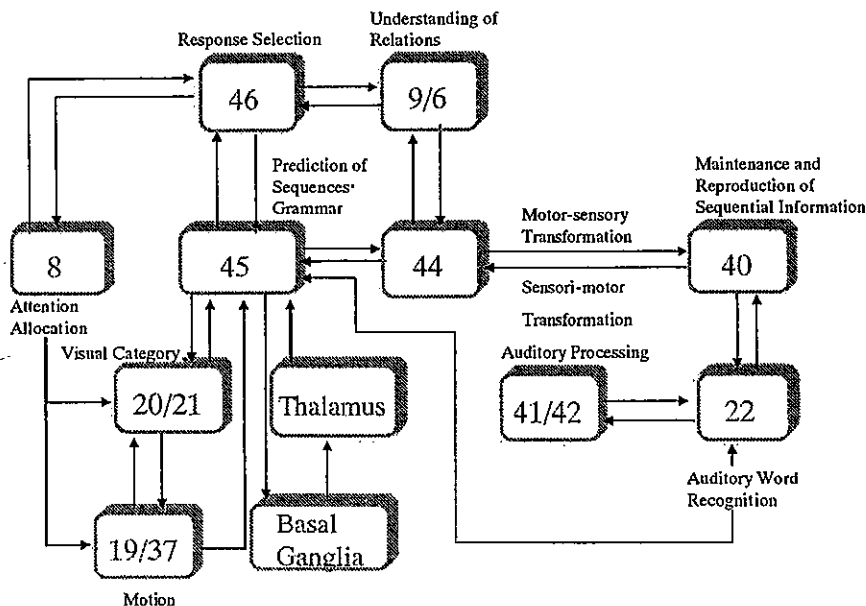 Response Selection
Understanding of
Relations
46
9/6
Prediction of
Sequences·
Grammar
Maintenance and
Reproduction of
Sequential Information
Motor-sensory
Transformation
8
45
44
40
Sensori-motor
Transformation
Attention
Allocation
Visual Category
Auditory Processing
20/21
Thalamus
41/42
22
Auditory Word
Recognition
19/37
Basal
Ganglia
Motion